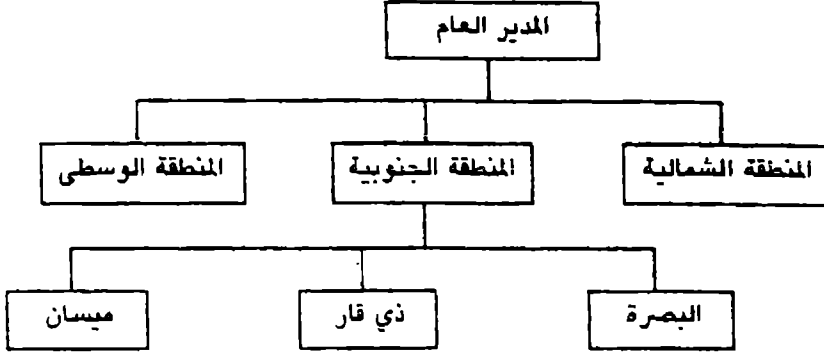 المدير العام
المنطقة الشمالية
المنطقة الجنوبية
المنطقة الوسطى
البصرة
ذي قار
ميسان